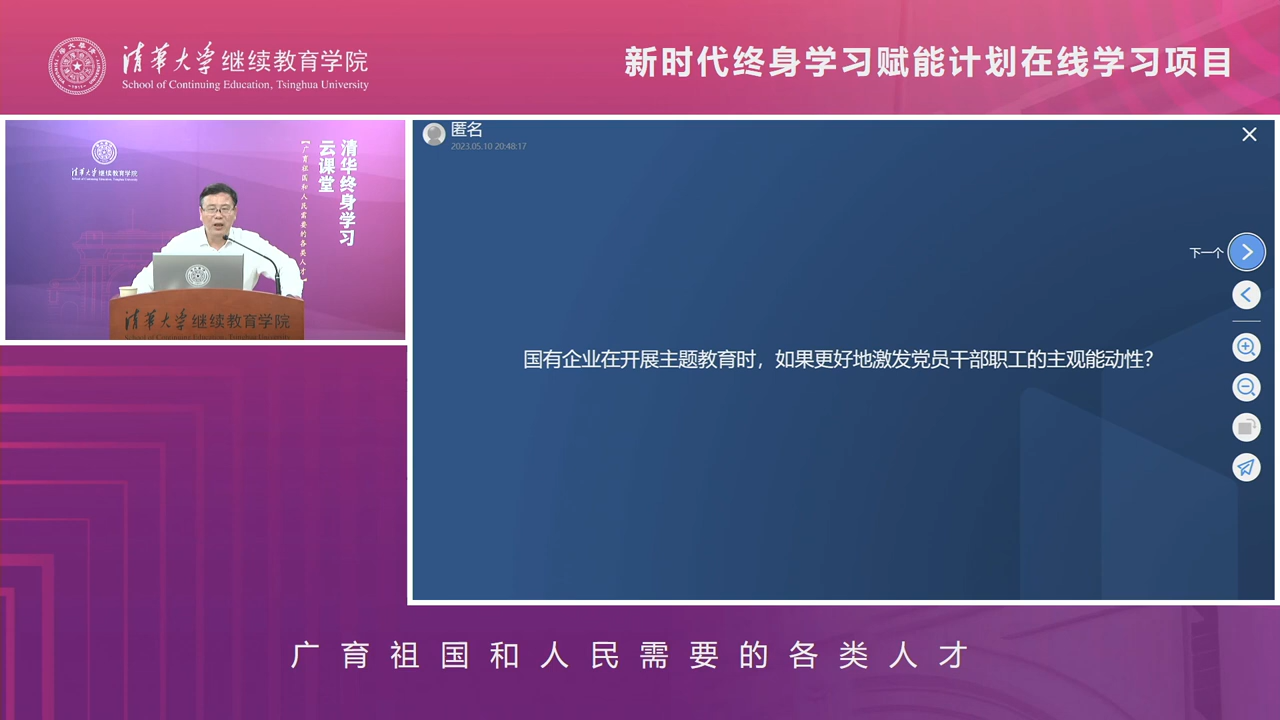 清华大学继续教育学院
School of Continuing Education, Tsinghua University
新时代终身学习赋能计划在线学习项目
清华大学继续教育学院
清华终身学习
云课堂
【广育祖国和人民需要的各类人才】
清华大学继续教育学院
匿名
2023.05.10 20:48:17
下一个
国有企业在开展主题教育时，如果更好地激发党员干部职工的主观能动性？
广育祖国和人民需要的各类人才